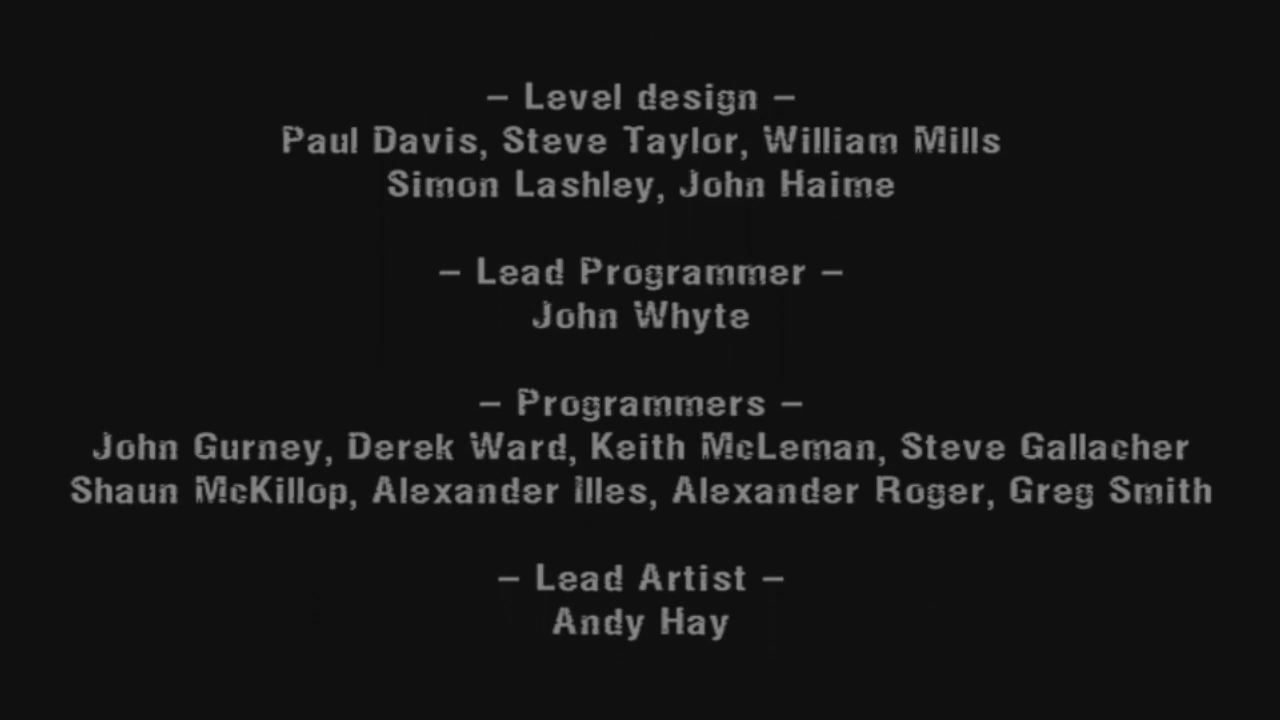 – Level design –
Paul Davis, Steve Taylor, William Mills
Simon Lashley, John Haime
– Lead Programmer –
John Whyte
– Programmers –
John Gurney, Derek Ward, Keith McLeman, Steve Gallacher
Shaun McKillop, Alexander Illes, Alexander Roger, Greg Smith
– Lead Artist –
Andy Hay